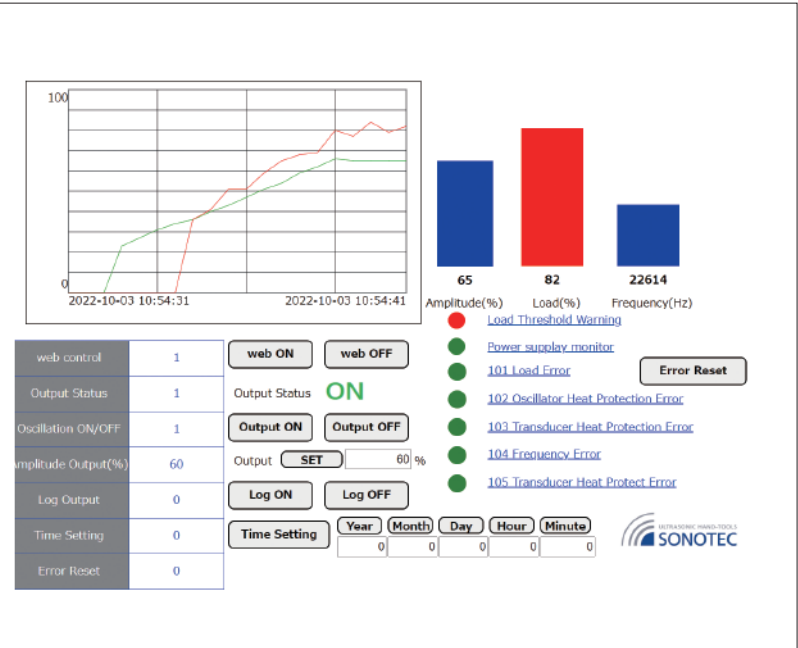 100
0
2022-10-03 10:54:31 2022-10-03 10:54:41
65 82 22614
Amplitude(%) Load(%) Frequency(Hz)
Load Threshold Warning
Power supplay monitor
101 Load Error
Error Reset
102 Oscillator Heat Protection Error
103 Transducer Heat Protection Error
104 Frequency Error
105 Transducer Heat Protect Error
web control 1
Output Status 1
Oscillation ON/OFF 1
mplitude Output(%) 60
Log Output 0
Time Setting 0
Error Reset 0
web ON web OFF
Output Status ON
Output ON Output OFF
Output SET 60 %
Log ON Log OFF
Time Setting Year Month Day Hour Minute
0 0 0 0 0
ULTRASONIC HAND-TOOLS
SONOTEC